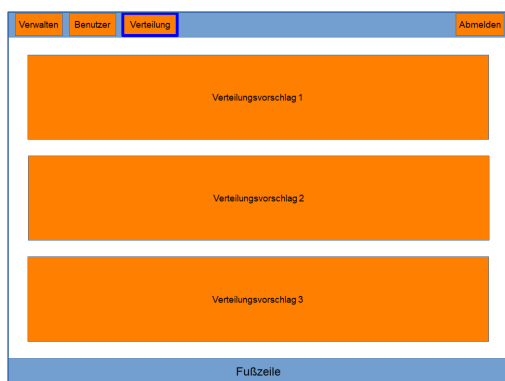 Verwalten Benutzer Verteilung Abmelden
Verteilungsvorschlag 1
Verteilungsvorschlag 2
Verteilungsvorschlag 3
Fußzeile